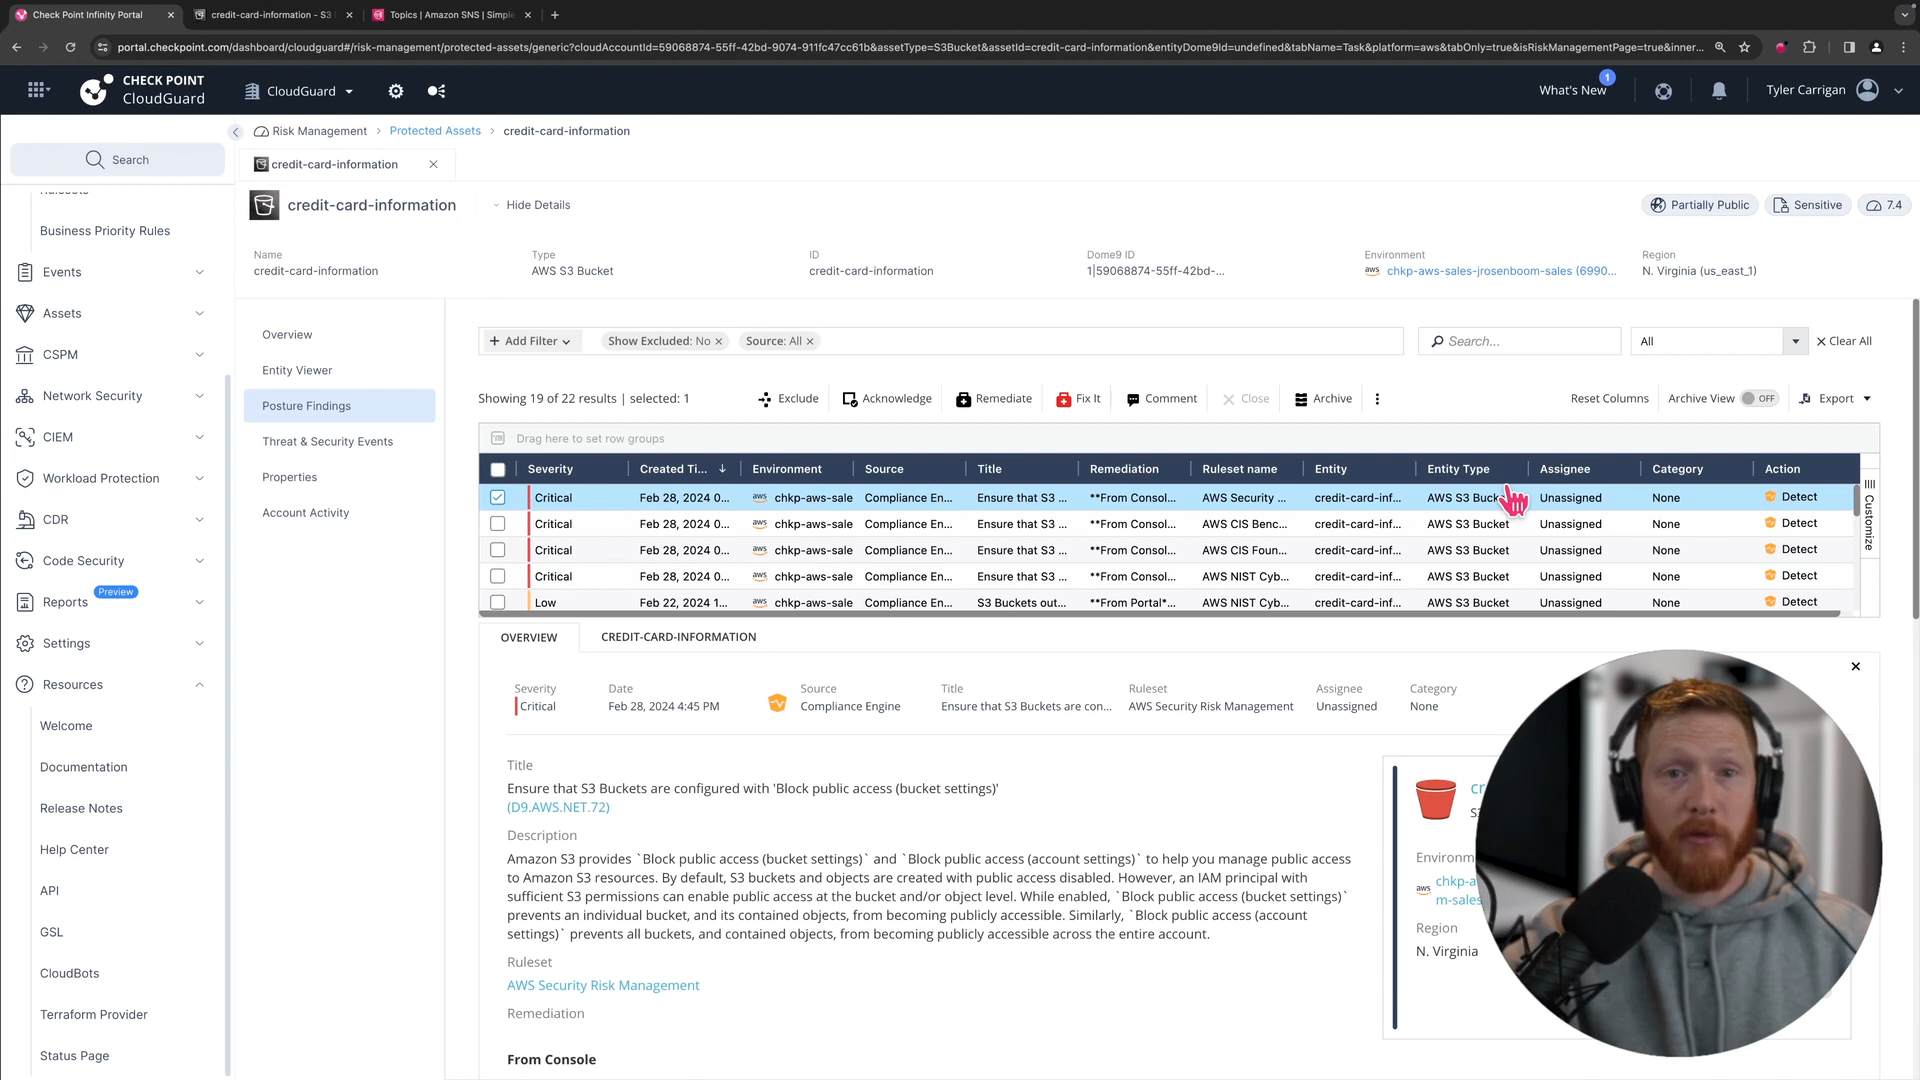 Check Point Infinity Portal
credit-card-information - S3
Topics | Amazon SNS | Simple
portal.checkpoint.com/dashboard/cloudguard#/risk-management/protected-assets/generic?cloudAccountId=59068874-55ff-42bd-9074-911fc47cc61b&assetType=S3Bucket&assetId=credit-card-information&entityDome9Id=undefined&tabName=Task&platform=aws&tabOnly=true&isRiskManagementPage=true&inner...
CHECK POINT
CloudGuard
CloudGuard
What's New
1
Tyler Carrigan
Risk Management > Protected Assets > credit-card-information
Search
credit-card-information
credit-card-information
Hide Details
Partially Public
Sensitive
7.4
Business Priority Rules
Name
Type
ID
Dome9 ID
Environment
Region
credit-card-information
AWS S3 Bucket
credit-card-information
1|59068874-55ff-42bd-...
aws chkp-aws-sales-jrosenboom-sales (6990...
N. Virginia (us_east_1)
Events
Assets
CSPM
Network Security
CIEM
Workload Protection
CDR
Code Security
Preview
Reports
Settings
Resources
Welcome
Documentation
Release Notes
Help Center
API
GSL
CloudBots
Terraform Provider
Status Page
Overview
Entity Viewer
Posture Findings
Threat & Security Events
Properties
Account Activity
+ Add Filter
Show Excluded: No ×
Source: All ×
Search...
All
Clear All
Showing 19 of 22 results | selected: 1
Exclude
Acknowledge
Remediate
Fix It
Comment
Close
Archive
Reset Columns
Archive View OFF
Export
Drag here to set row groups
Severity Created Ti... Environment Source Title Remediation Ruleset name Entity Entity Type Assignee Category Action
Critical Feb 28, 2024 0... aws chkp-aws-sale Compliance En... Ensure that S3 ... **From Consol... AWS Security ... credit-card-inf... AWS S3 Buck Unassigned None Detect
Critical Feb 28, 2024 0... aws chkp-aws-sale Compliance En... Ensure that S3 ... **From Consol... AWS CIS Benc... credit-card-inf... AWS S3 Bucket Unassigned None Detect
Critical Feb 28, 2024 0... aws chkp-aws-sale Compliance En... Ensure that S3 ... **From Consol... AWS CIS Foun... credit-card-inf... AWS S3 Bucket Unassigned None Detect
Critical Feb 28, 2024 0... aws chkp-aws-sale Compliance En... Ensure that S3 ... **From Consol... AWS NIST Cyb... credit-card-inf... AWS S3 Bucket Unassigned None Detect
Low Feb 22, 2024 1... aws chkp-aws-sale Compliance En... S3 Buckets out... **From Portal*... AWS NIST Cyb... credit-card-inf... AWS S3 Bucket Unassigned None Detect
Customize
OVERVIEW
CREDIT-CARD-INFORMATION
Severity Date Source Title Ruleset Assignee Category
Critical Feb 28, 2024 4:45 PM Compliance Engine Ensure that S3 Buckets are con... AWS Security Risk Management Unassigned None
Title
Ensure that S3 Buckets are configured with 'Block public access (bucket settings)'
(D9.AWS.NET.72)
Description
Amazon S3 provides `Block public access (bucket settings)` and `Block public access (account settings)` to help you manage public access
to Amazon S3 resources. By default, S3 buckets and objects are created with public access disabled. However, an IAM principal with
sufficient S3 permissions can enable public access at the bucket and/or object level. While enabled, `Block public access (bucket settings)`
prevents an individual bucket, and its contained objects, from becoming publicly accessible. Similarly, `Block public access (account
settings)` prevents all buckets, and contained objects, from becoming publicly accessible across the entire account.
Ruleset
AWS Security Risk Management
Remediation
From Console
cr
S3
Environm
aws chkp-a
m-sales
Region
N. Virginia